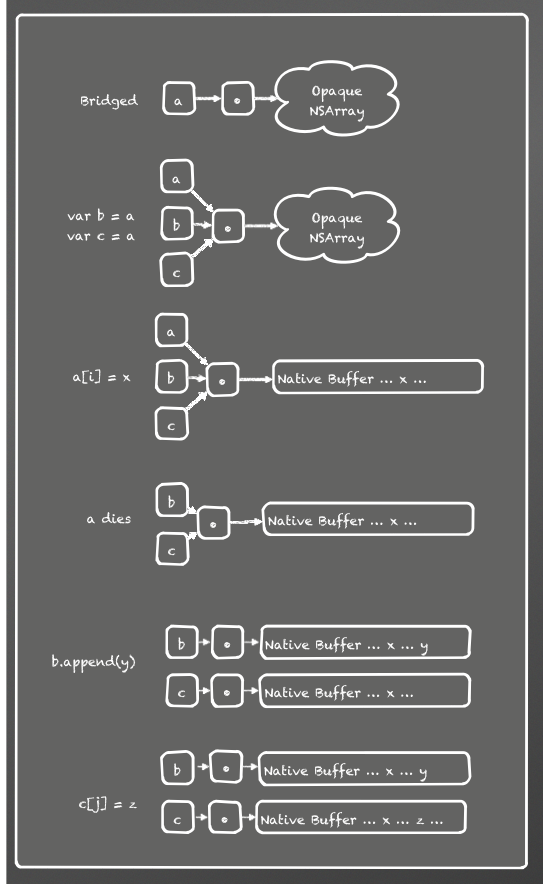 Bridged
a
Opaque
NSArray
a
var b = a
var c = a
b
c
Opaque
NSArray
a
a[i] = x
b
c
Native Buffer ... x ...
a dies
b
c
Native Buffer ... x ...
b.append(y)
b
Native Buffer ... x ... y
c
Native Buffer ... x ...
c[j] = z
b
Native Buffer ... x ... y
c
Native Buffer ... x ... z ...